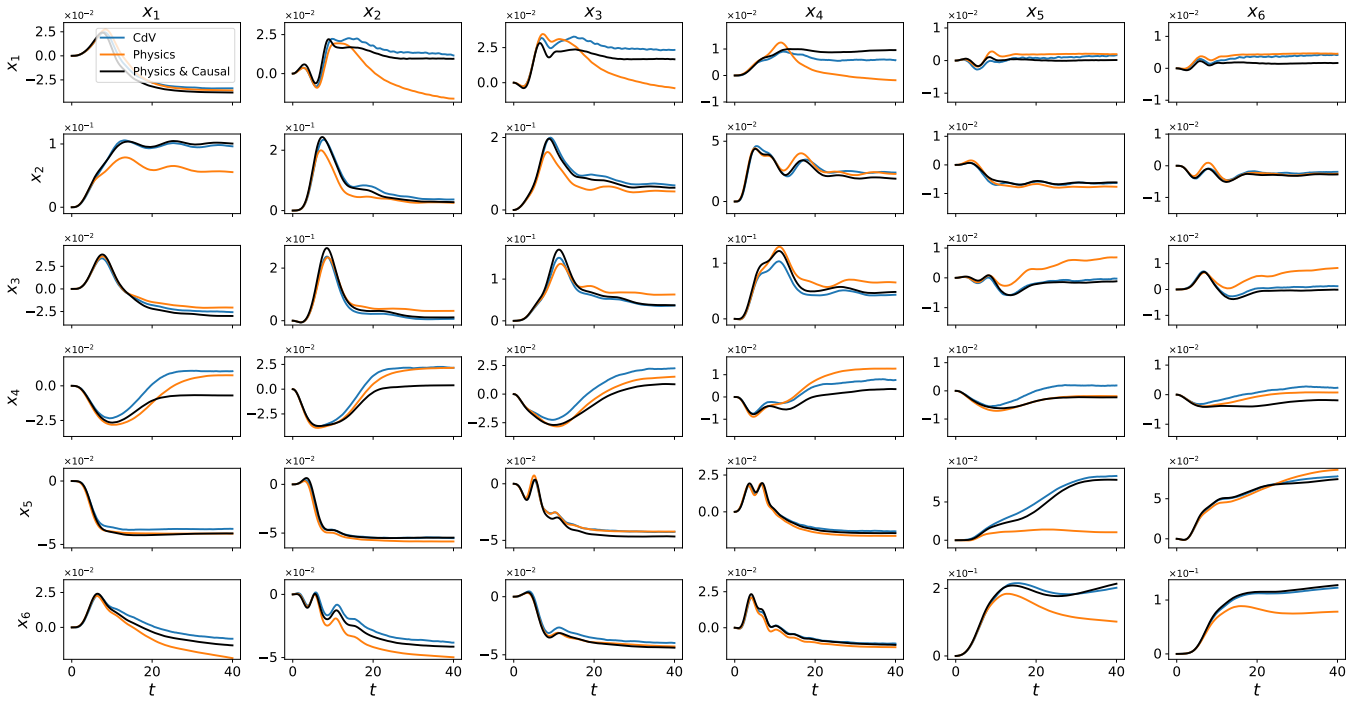 x1 x2 x3 x4 x5 x6
×10−2 ×10−2 ×10−2 ×10−2 ×10−2 ×10−2
x1 2.5 0.0 −2.5 CdV Physics Physics & Causal 0.0 2.5 0.0 1 0 −1 1 0 −1 1 0 −1
×10−1 ×10−1 ×10−1 ×10−2 ×10−2 ×10−2
x2 1 0 2 0 2 0 5 0 1 0 −1 1 0 −1
×10−2 ×10−1 ×10−1 ×10−1 ×10−2 ×10−2
x3 2.5 0.0 −2.5 2 0 1 0 1 0 1 0 −1 1 0 −1
×10−2 ×10−2 ×10−2 ×10−2 ×10−2 ×10−2
x4 0.0 −2.5 2.5 0.0 −2.5 2.5 0.0 −2.5 1 0 −1 1 0 −1 1 0 −1
×10−2 ×10−2 ×10−2 ×10−2 ×10−2 ×10−2
x5 0 −5 0 −5 0 −5 2.5 0.0 5 0 5 0
×10−2 ×10−2 ×10−2 ×10−2 ×10−1 ×10−1
x6 2.5 0.0 0 −5 0 −5 2.5 0.0 2 0 1 0
0 20 40 0 20 40 0 20 40 0 20 40 0 20 40 0 20 40
t t t t t t